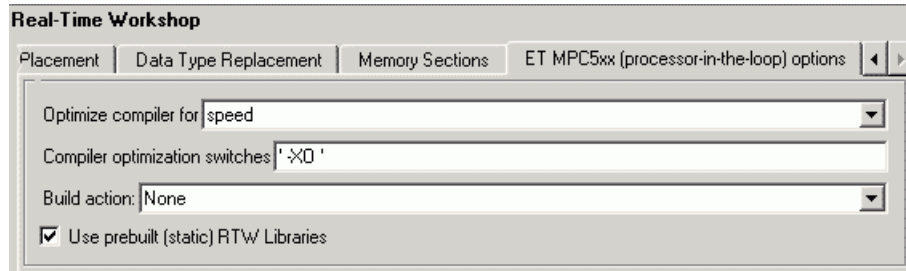 Real-Time Workshop
Placement Data Type Replacement Memory Sections ET MPC5xx (processor-in-the-loop) options
Optimize compiler for speed
Compiler optimization switches ' -XO '
Build action: None
Use prebuilt (static) RTW Libraries